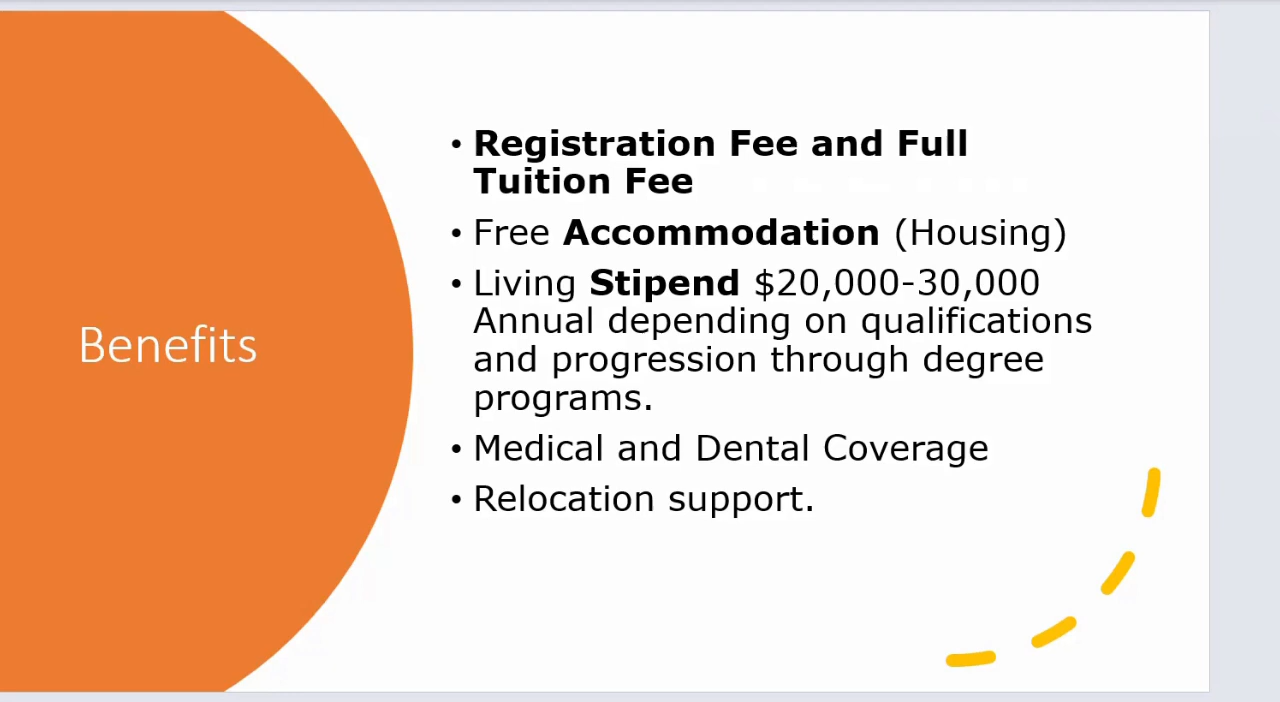 Benefits
• Registration Fee and Full
Tuition Fee
• Free Accommodation (Housing)
• Living Stipend $20,000-30,000
Annual depending on qualifications
and progression through degree
programs.
• Medical and Dental Coverage
• Relocation support.